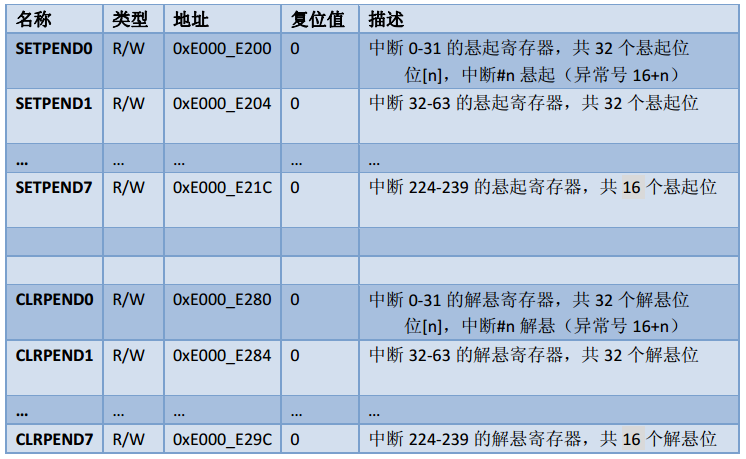 名称 类型 地址 复位值 描述
SETPEND0 R/W 0xE000_E200 0 中断 0-31 的悬起寄存器，共 32 个悬起位
位[n]，中断#n 悬起（异常号 16+n）
SETPEND1 R/W 0xE000_E204 0 中断 32-63 的悬起寄存器，共 32 个悬起位
… … … … …
SETPEND7 R/W 0xE000_E21C 0 中断 224-239 的悬起寄存器，共 16 个悬起位
CLRPEND0 R/W 0xE000_E280 0 中断 0-31 的解悬寄存器，共 32 个解悬位
位[n]，中断#n 解悬（异常号 16+n）
CLRPEND1 R/W 0xE000_E284 0 中断 32-63 的解悬寄存器，共 32 个解悬位
… … … … …
CLRPEND7 R/W 0xE000_E29C 0 中断 224-239 的解悬寄存器，共 16 个解悬位